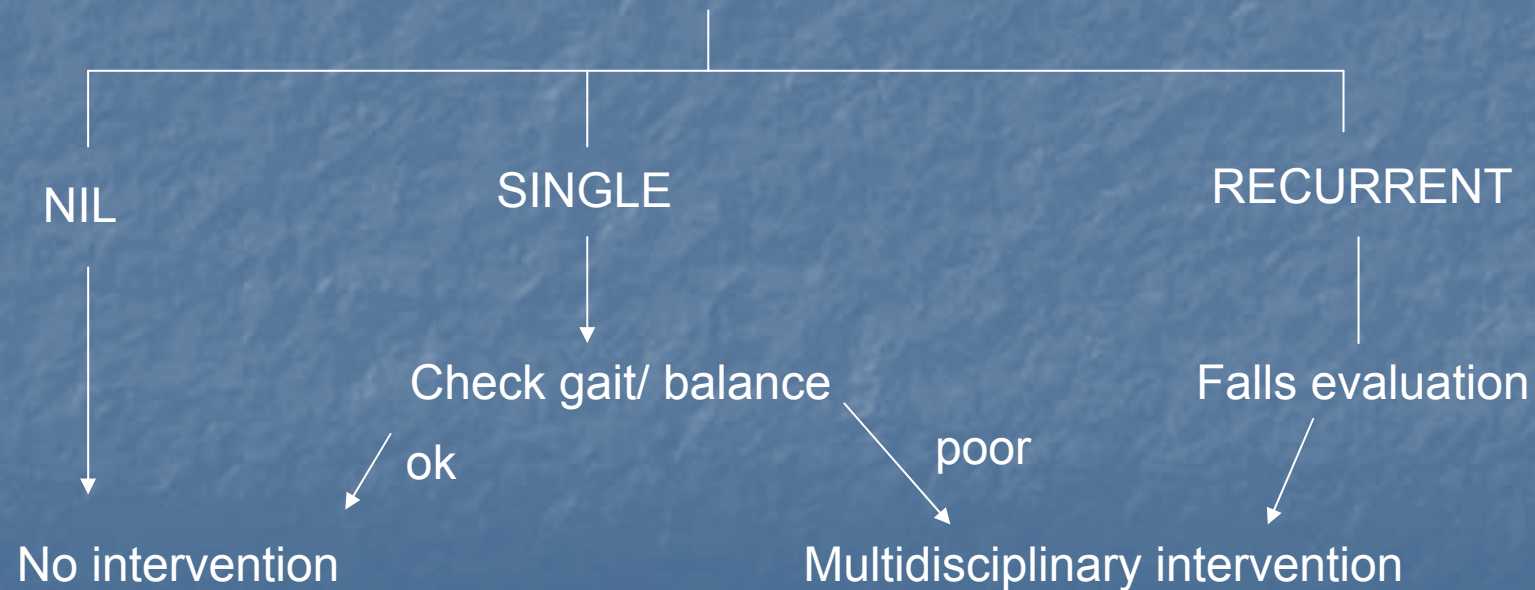 NIL
SINGLE
RECURRENT
Check gait/ balance
Falls evaluation
ok
poor
No intervention
Multidisciplinary intervention